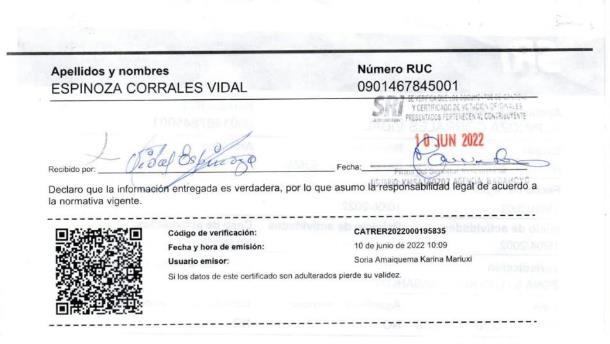 Apellidos y nombres
ESPINOZA CORRALES VIDAL
Número RUC
0901467845001
SRI
Y CERTIFICADO DE VOTACION ORIGINALES
PRESENTADOS PERTENECEN AL CONTRIBUYENTE
10 JUN 2022
Recibido por: Vidal Espinoza
Fecha:
Declaro que la información entregada es verdadera, por lo que asumo la responsabilidad legal de acuerdo a
la normativa vigente.
Código de verificación: CATRER2022000195835
Fecha y hora de emisión: 10 de junio de 2022 10:09
Usuario emisor: Soria Amaiquema Karina Mariuxi
Si los datos de este certificado son adulterados pierde su validez.